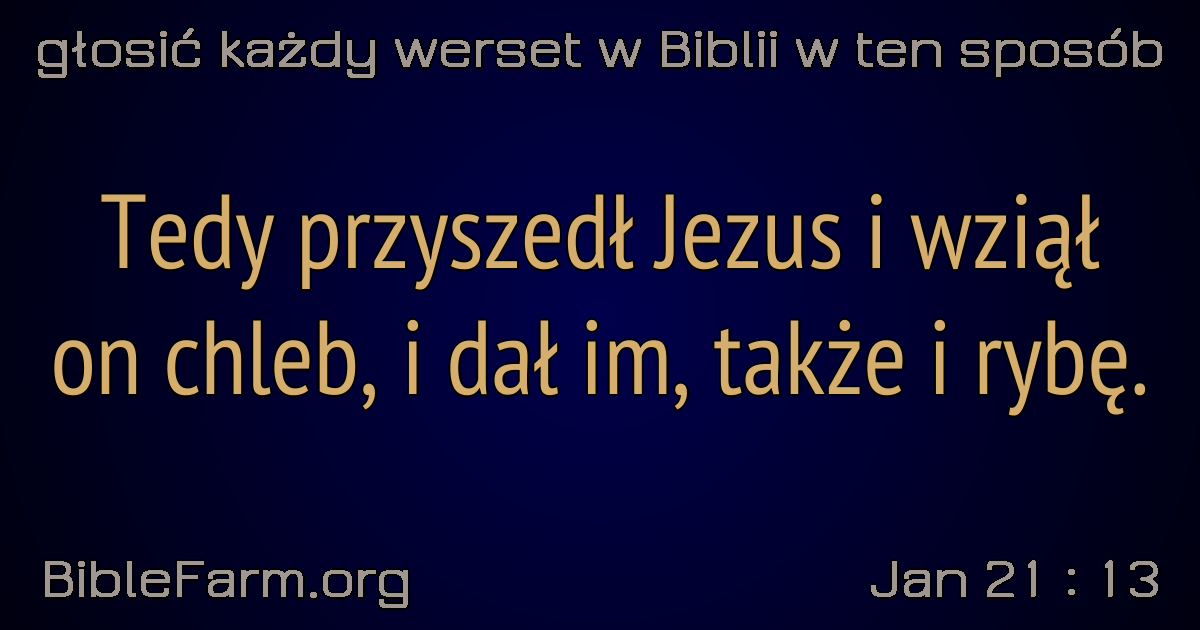 głosić każdy werset w Biblii w ten sposób
Tedy przyszedł Jezus i wziął
on chleb, i dał im, także i rybę.
BibleFarm.org
Jan 21 : 13